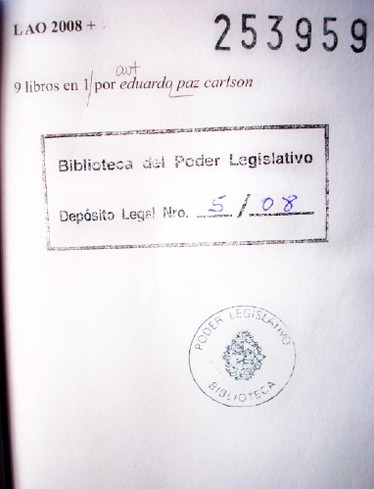 LAO 2008 +
253959
aut
9 libros en 1/por eduardo paz carlson
Biblioteca del Poder Legislativo
Depósito Legal Nro. 5/08
PODER LEGISLATIVO
BIBLIOTECA